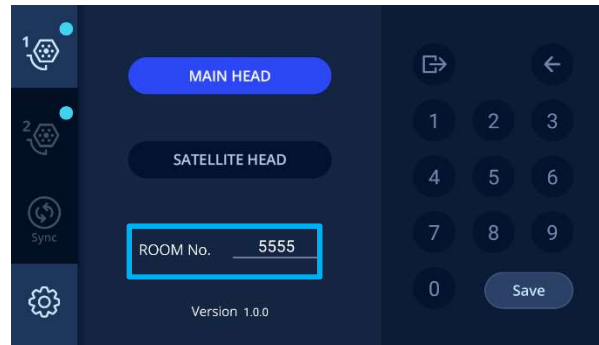 1
2
Sync
MAIN HEAD
SATELLITE HEAD
ROOM No. 5555
Version 1.0.0
1 2 3
4 5 6
7 8 9
0 Save